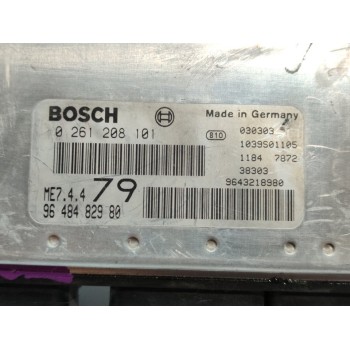 BOSCH
Made in Germany
0 261 208 101
B10
030303
1039S01105
1184 7872
38303
9643218980
ME7.4.4 79
96 484 829 80